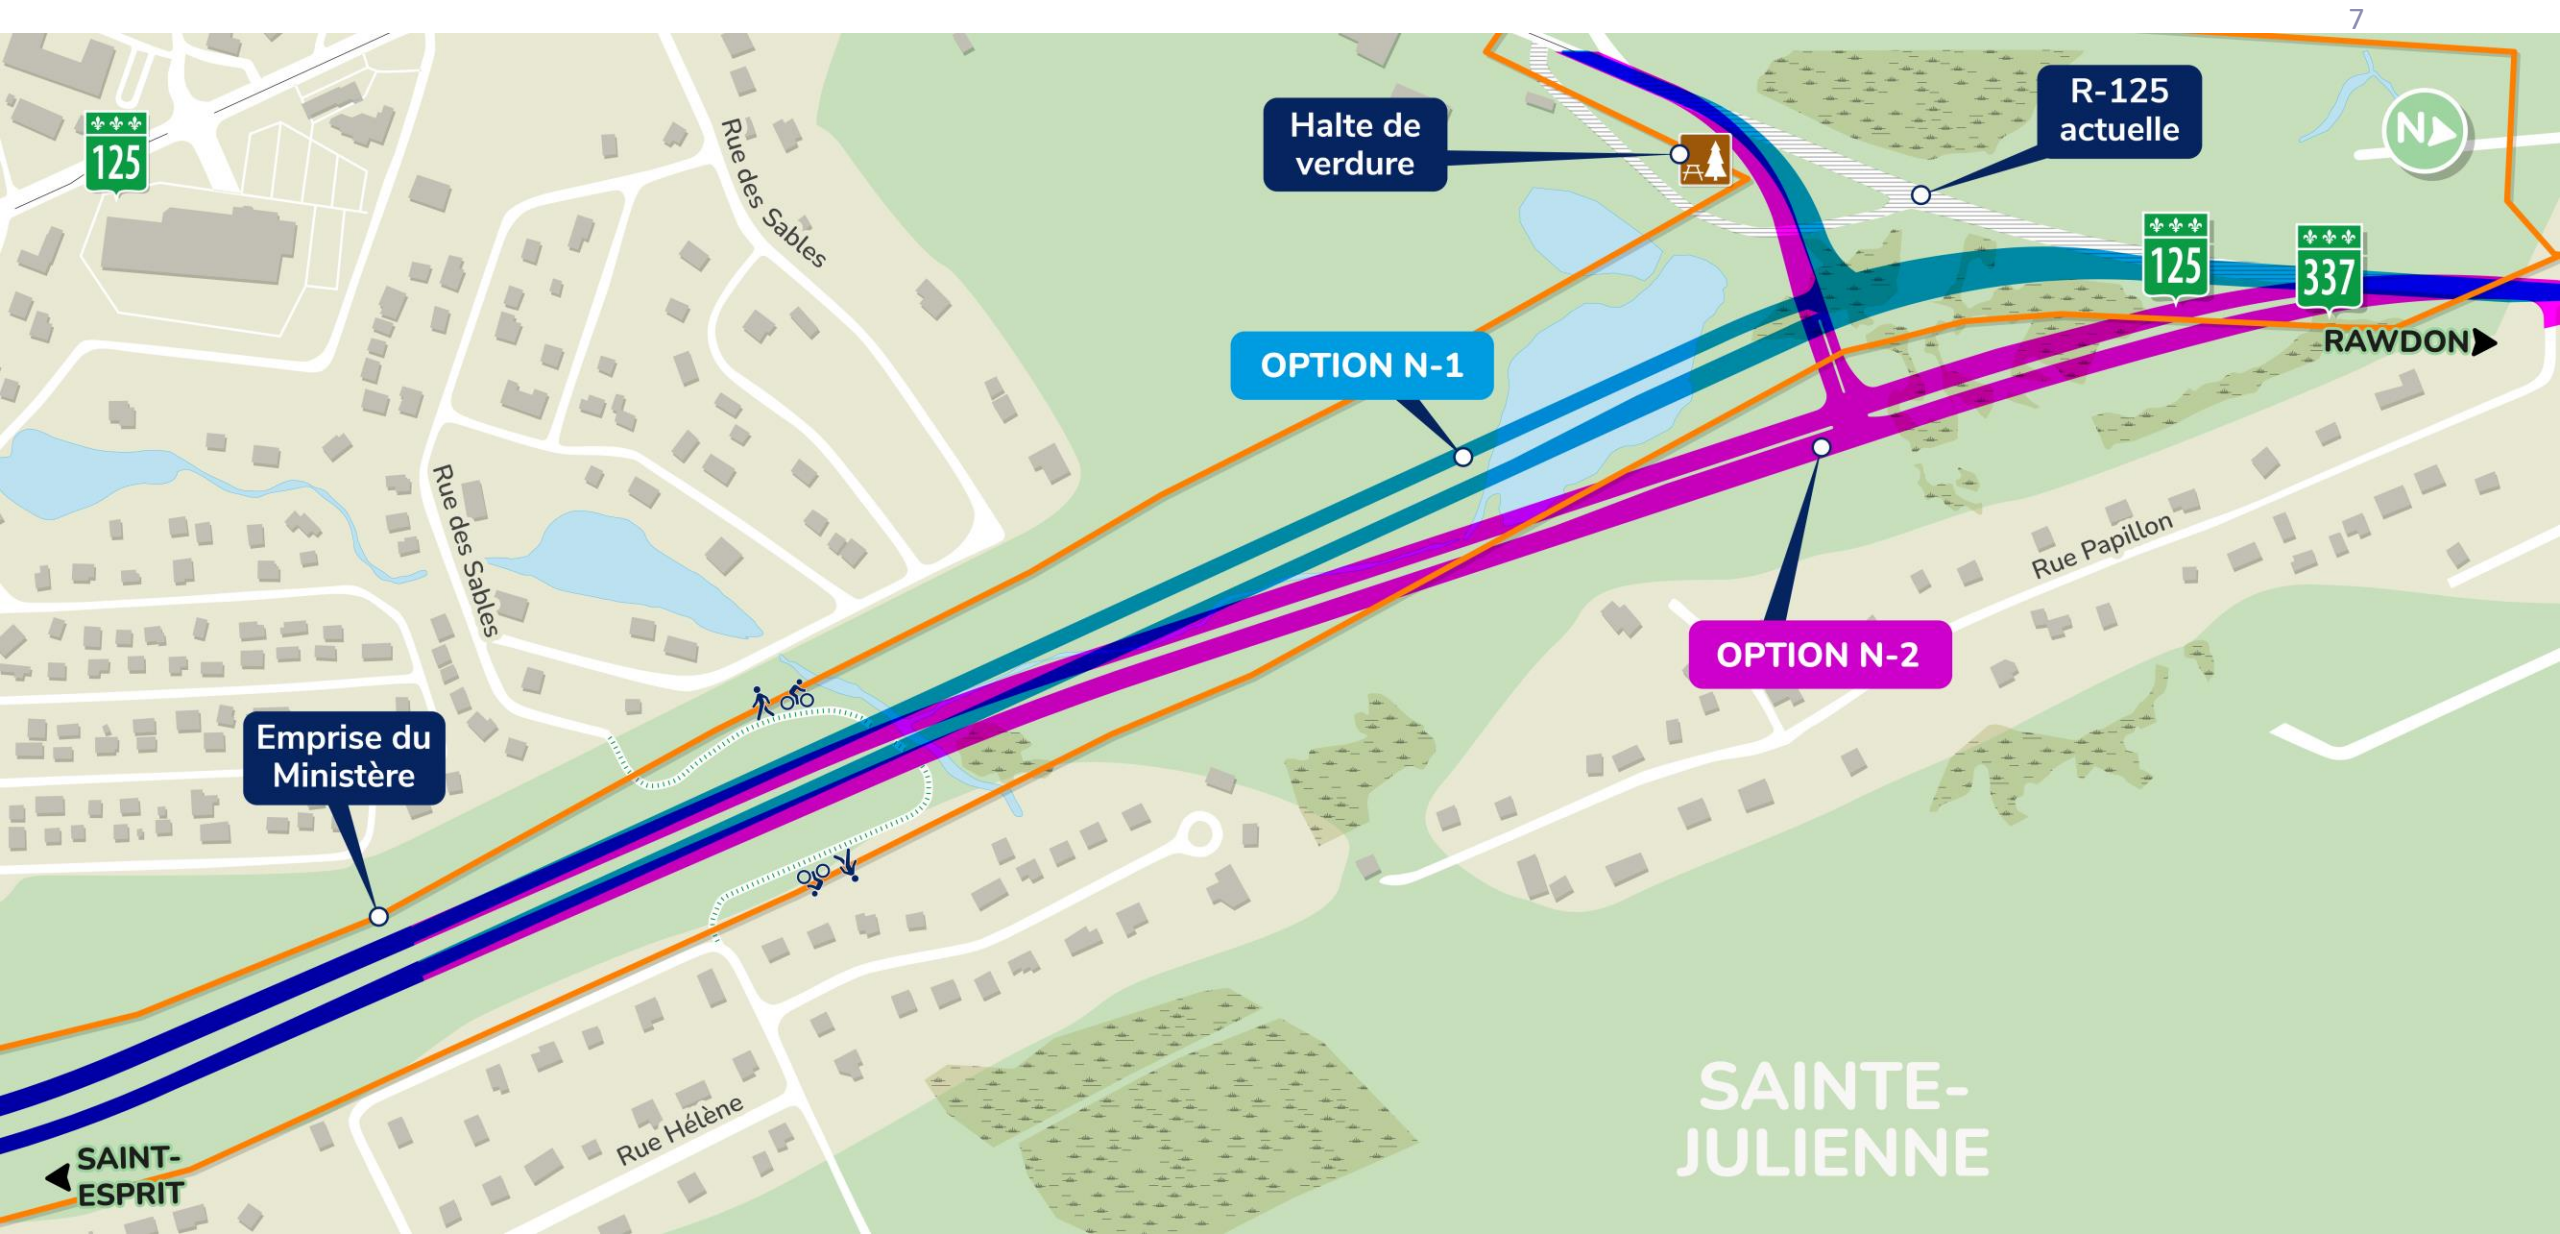 7
125
Rue des Sables
Halte de
verdure
R-125
actuelle
N
125
337
RAWDON
OPTION N-1
Rue des Sables
Rue Papillon
OPTION N-2
Emprise du
Ministère
SAINTE-
JULIENNE
Rue Hélène
SAINT-
ESPRIT